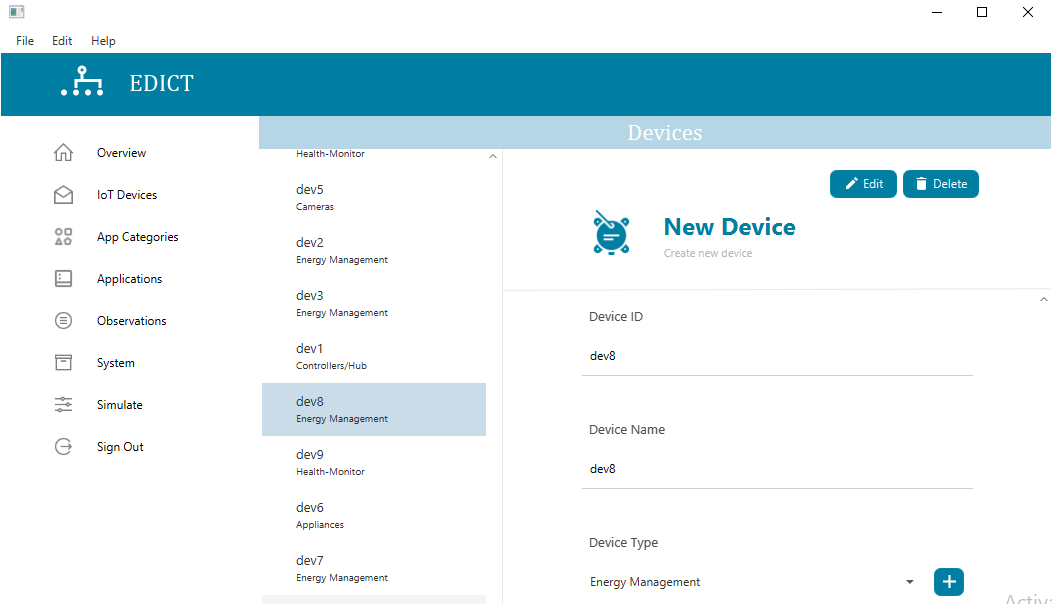 File Edit Help
EDICT
Devices
Overview
IoT Devices
App Categories
Applications
Observations
System
Simulate
Sign Out
Health-Monitor
dev5
Cameras
dev2
Energy Management
dev3
Energy Management
dev1
Controllers/Hub
dev8
Energy Management
dev9
Health-Monitor
dev6
Appliances
dev7
Energy Management
Edit Delete
New Device
Create new device
Device ID
dev8
Device Name
dev8
Device Type
Energy Management